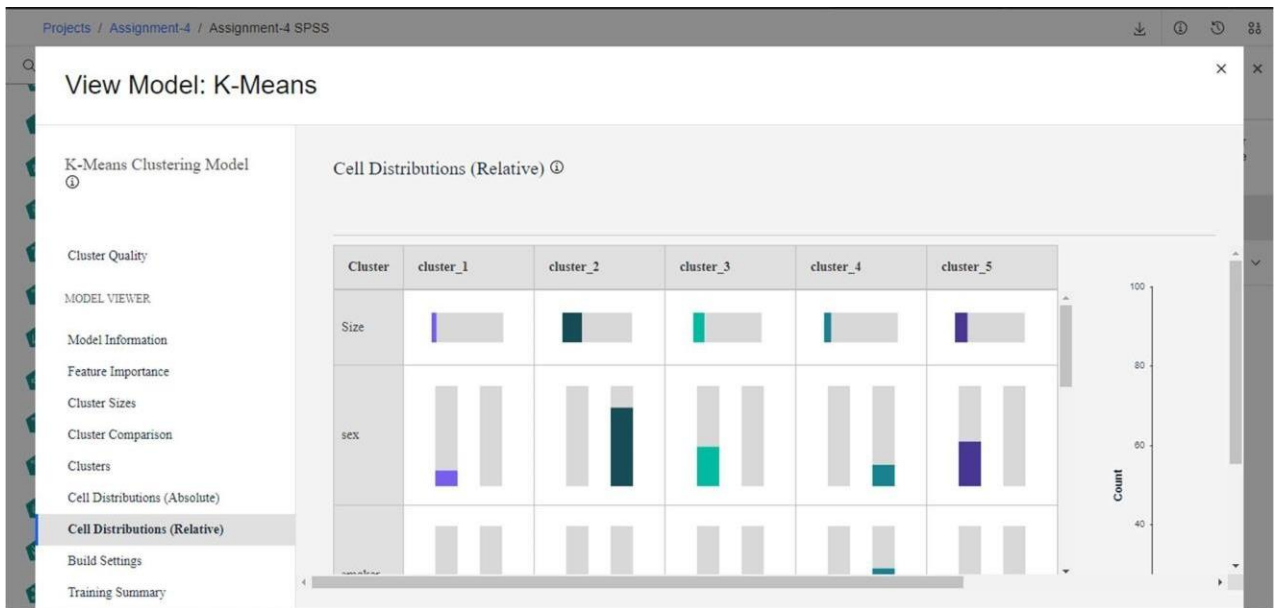 Projects / Assignment-4 / Assignment-4 SPSS
View Model: K-Means
K-Means Clustering Model
Cluster Quality
MODEL VIEWER
Model Information
Feature Importance
Cluster Sizes
Cluster Comparison
Clusters
Cell Distributions (Absolute)
Cell Distributions (Relative)
Build Settings
Training Summary
Cell Distributions (Relative)
Cluster cluster_1 cluster_2 cluster_3 cluster_4 cluster_5
Size
sex
100
80
60
40
Count